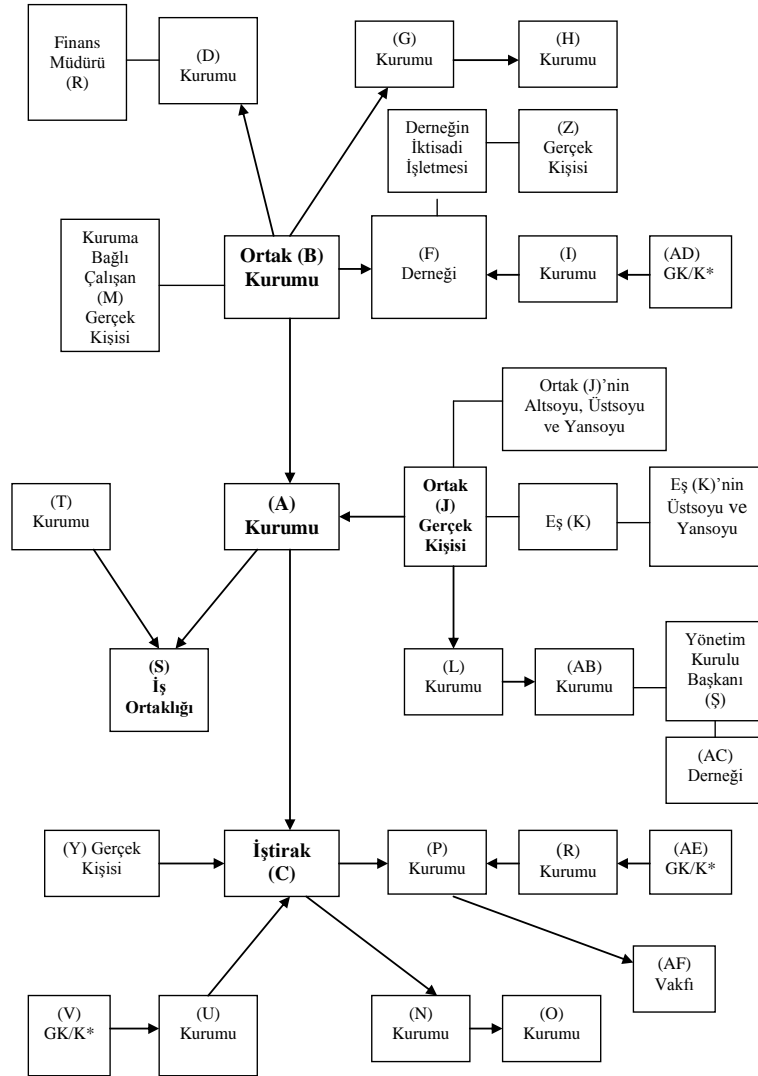 Finans
Müdürü
(R)
(D)
Kurumu
(G)
Kurumu
(H)
Kurumu
Derneğin
İktisadi
İşletmesi
(Z)
Gerçek
Kişisi
Kuruma
Bağlı
Çalışan
(M)
Gerçek
Kişisi
Ortak (B)
Kurumu
(F)
Derneği
(I)
Kurumu
(AD)
GK/K*
Ortak (J)’nin
Altsoyu, Üstsoyu
ve Yansoyu
(T)
Kurumu
(A)
Kurumu
Ortak
(J)
Gerçek
Kişisi
Eş (K)
Eş (K)’nin
Üstsoyu ve
Yansoyu
(S)
İş
Ortaklığı
(L)
Kurumu
(AB)
Kurumu
Yönetim
Kurulu
Başkanı
(Ş)
(AC)
Derneği
(Y) Gerçek
Kişisi
İştirak
(C)
(P)
Kurumu
(R)
Kurumu
(AE)
GK/K*
(AF)
Vakfı
(V)
GK/K*
(U)
Kurumu
(N)
Kurumu
(O)
Kurumu